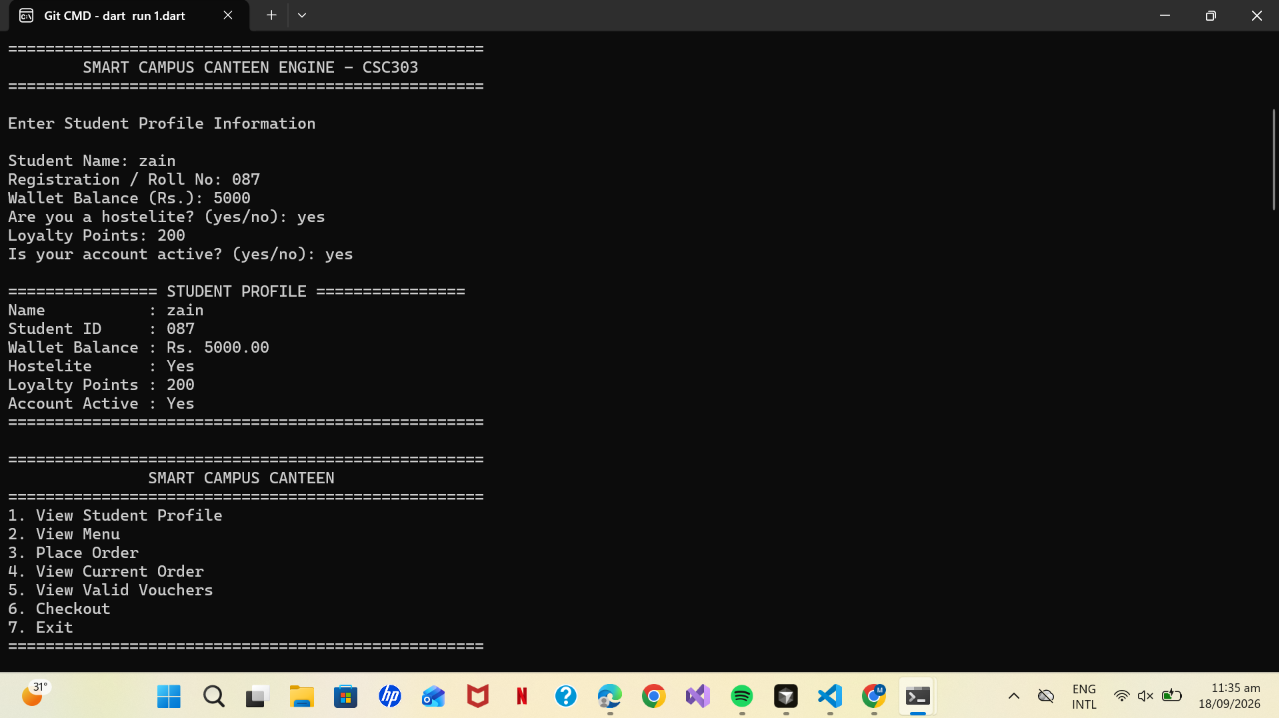 Git CMD - dart  run 1.dart
===================================================
SMART CAMPUS CANTEEN ENGINE - CSC303
===================================================
Enter Student Profile Information
Student Name: zain
Registration / Roll No: 087
Wallet Balance (Rs.): 5000
Are you a hostelite? (yes/no): yes
Loyalty Points: 200
Is your account active? (yes/no): yes
================ STUDENT PROFILE ================
Name           : zain
Student ID     : 087
Wallet Balance : Rs. 5000.00
Hostelite      : Yes
Loyalty Points : 200
Account Active : Yes
===================================================
===================================================
SMART CAMPUS CANTEEN
===================================================
1. View Student Profile
2. View Menu
3. Place Order
4. View Current Order
5. View Valid Vouchers
6. Checkout
7. Exit
===================================================
31°
ENG
INTL
11:35 am
18/09/2026